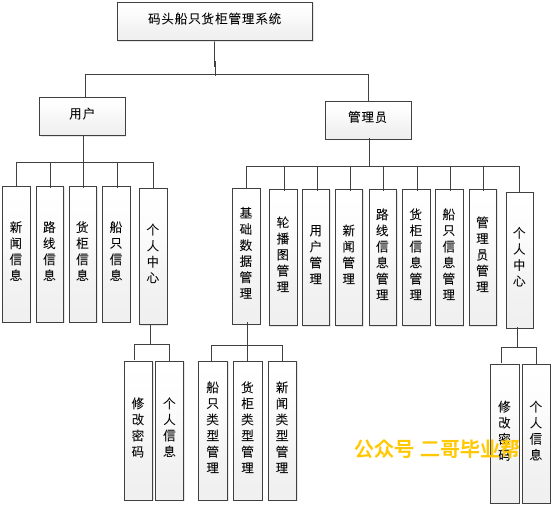 码头船只货柜管理系统
用户
管理员
新闻信息
路线信息
货柜信息
船只信息
个人中心
基础数据管理
轮播图管理
用户管理
新闻管理
路线信息管理
货柜信息管理
船只信息管理
管理员管理
个人中心
修改密码
个人信息
船只类型管理
货柜类型管理
新闻类型管理
修改密码
个人信息
公众号 二哥毕业帮